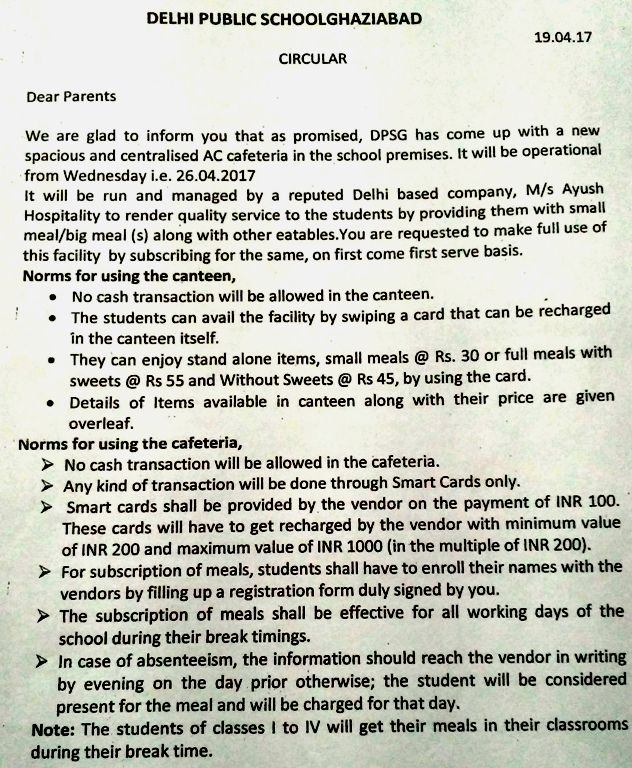 DELHI PUBLIC SCHOOLGHAZIABAD
19.04.17
CIRCULAR
Dear Parents
We are glad to inform you that as promised, DPSG has come up with a new
spacious and centralised AC cafeteria in the school premises. It will be operational
from Wednesday i.e. 26.04.2017
It will be run and managed by a reputed Delhi based company, M/s Ayush
Hospitality to render quality service to the students by providing them with small
meal/big meal (s) along with other eatables.You are requested to make full use of
this facility by subscribing for the same, on first come first serve basis.
Norms for using the canteen,
• No cash transaction will be allowed in the canteen.
• The students can avail the facility by swiping a card that can be recharged
in the canteen itself.
• They can enjoy stand alone items, small meals @ Rs. 30 or full meals with
sweets @ Rs 55 and Without Sweets @ Rs 45, by using the card.
• Details of Items available in canteen along with their price are given
overleaf.
Norms for using the cafeteria,
➢ No cash transaction will be allowed in the cafeteria.
➢ Any kind of transaction will be done through Smart Cards only.
➢ Smart cards shall be provided by the vendor on the payment of INR 100.
These cards will have to get recharged by the vendor with minimum value
of INR 200 and maximum value of INR 1000 (in the multiple of INR 200).
➢ For subscription of meals, students shall have to enroll their names with the
vendors by filling up a registration form duly signed by you.
➢ The subscription of meals shall be effective for all working days of the
school during their break timings.
➢ In case of absenteeism, the information should reach the vendor in writing
by evening on the day prior otherwise; the student will be considered
present for the meal and will be charged for that day.
Note: The students of classes I to IV will get their meals in their classrooms
during their break time.